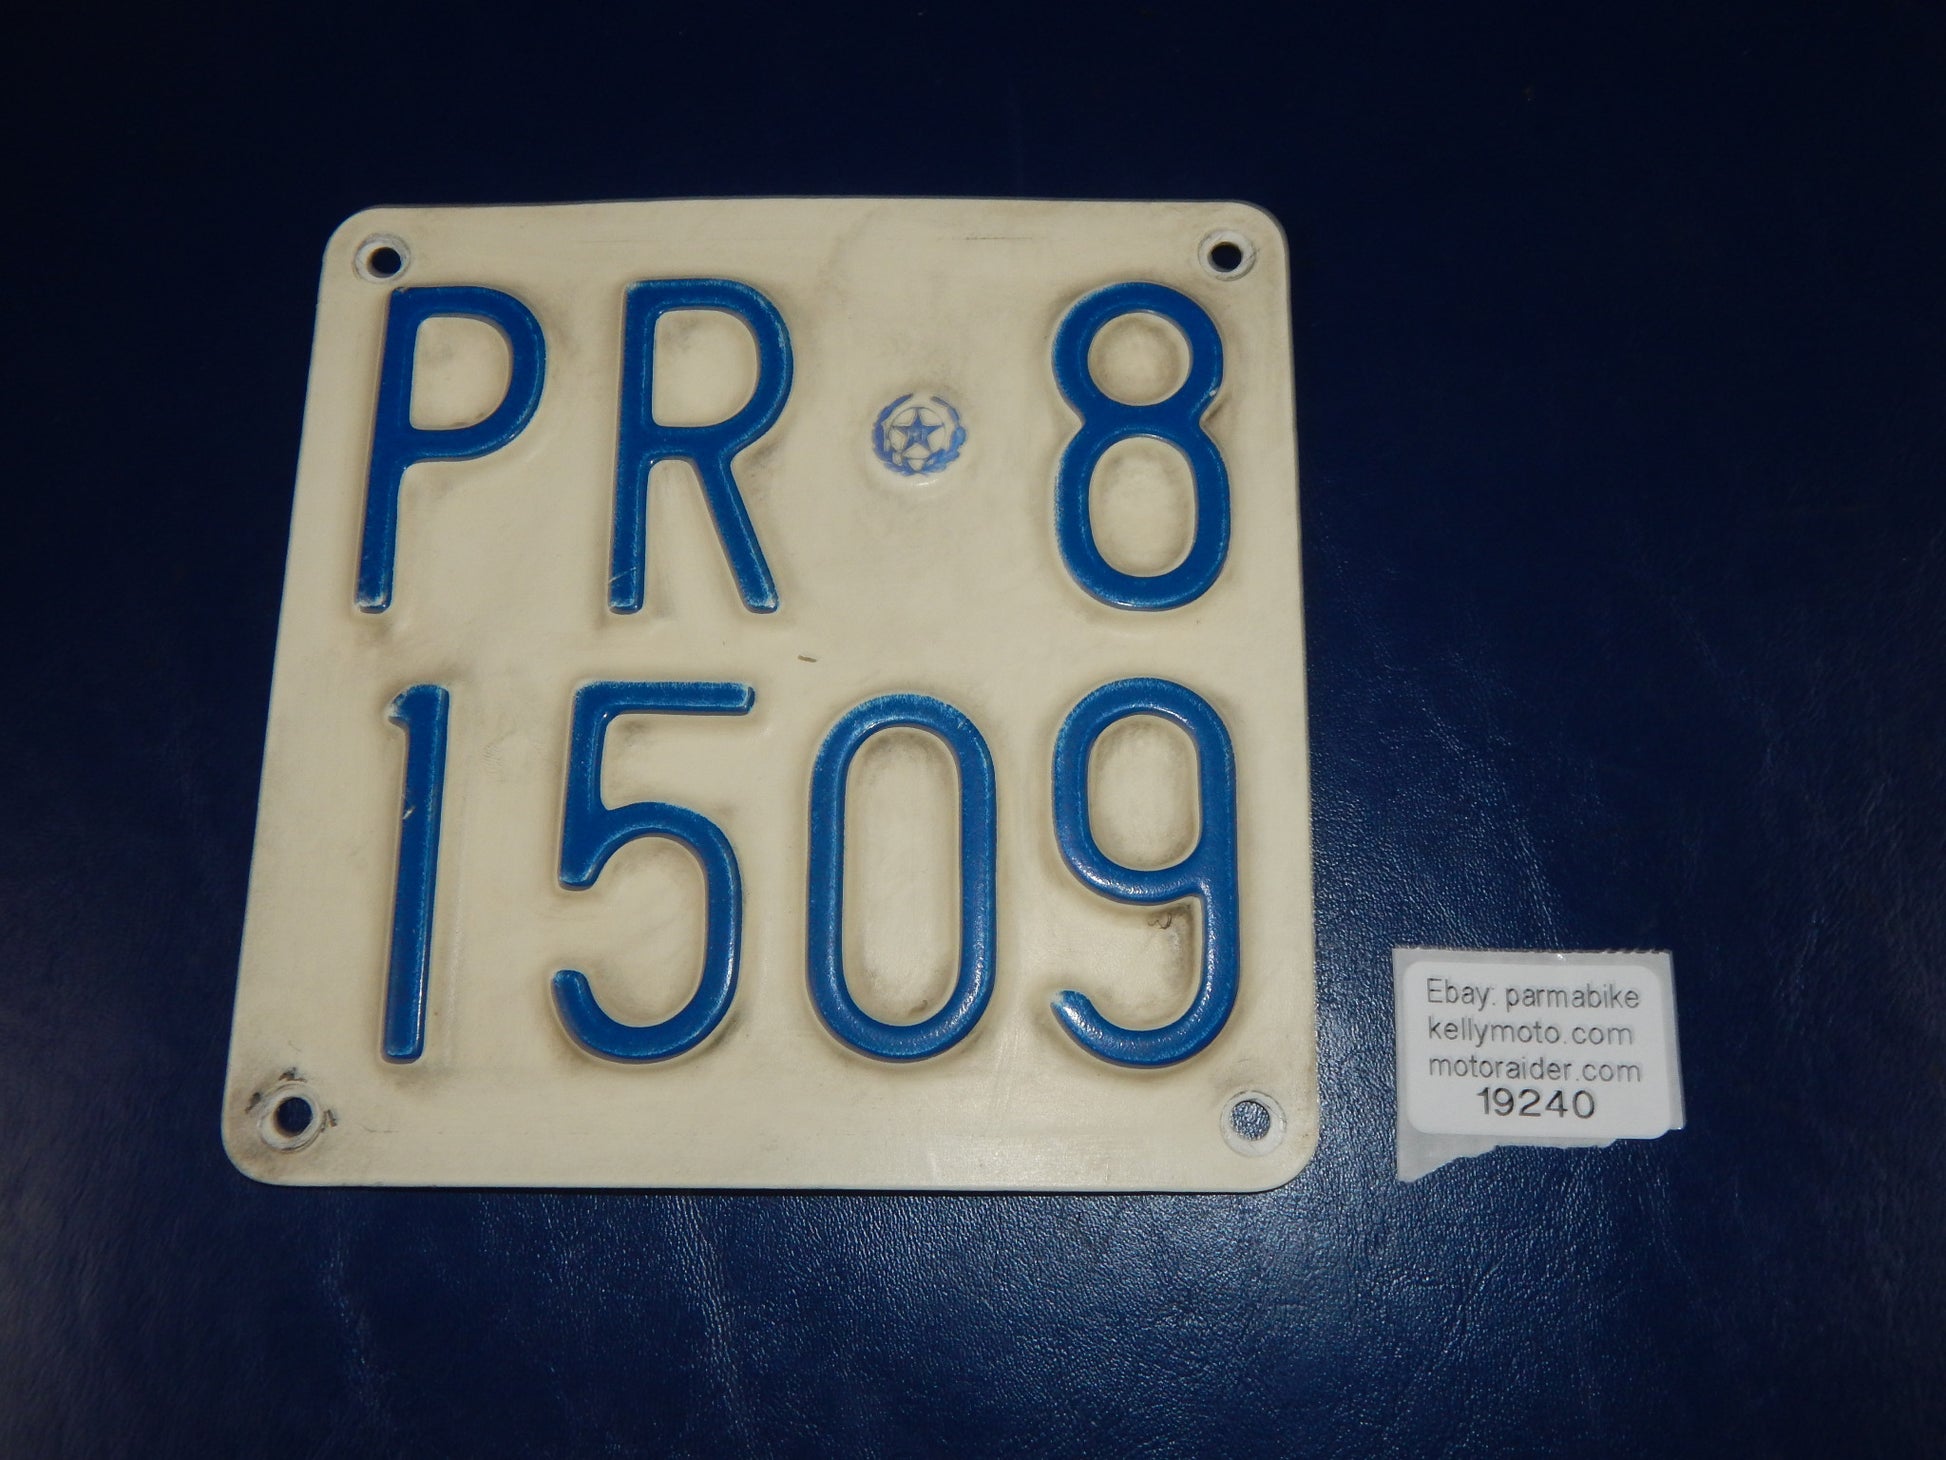 PR 8
1509
Ebay: parmabike
kellymoto.com
motoraider.com
19240